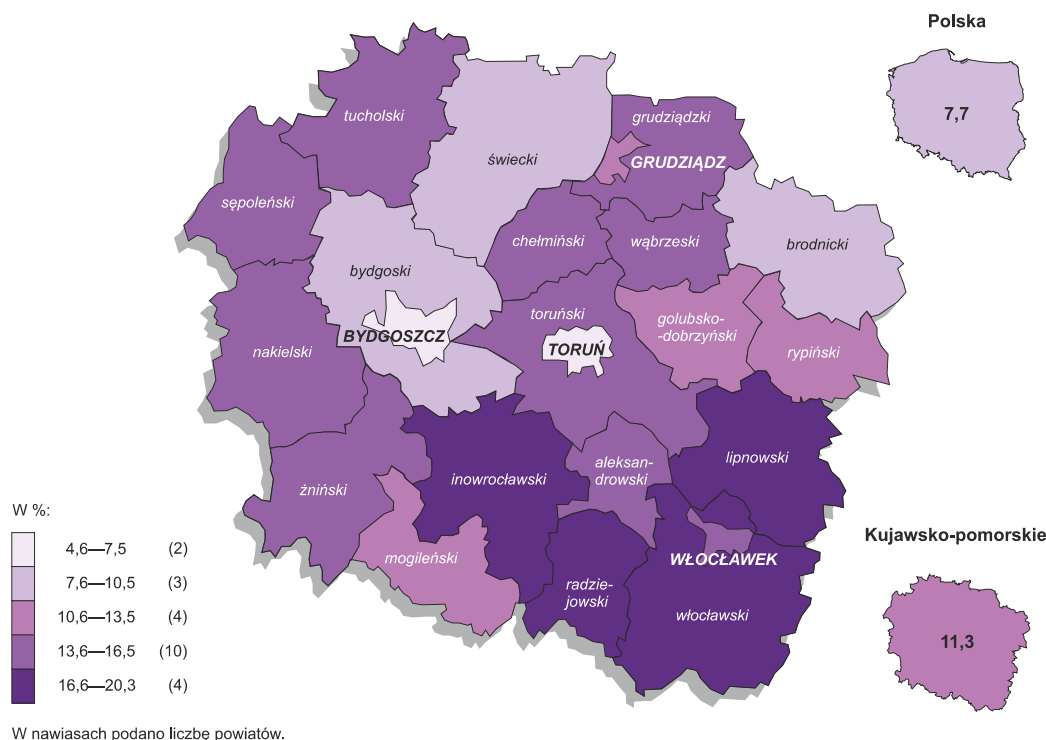 Polska
7,7
tucholski
grudziądzki
świecki
GRUDZIĄDZ
sępoleński
chełmiński
wąbrzeski
brodnicki
bydgoski
toruński
golubsko-
-dobrzyński
BYDGOSZCZ
TORUŃ
nakielski
rypiński
inowrocławski
aleksan-
drowski
lipnowski
żniński
mogileński
radzie-
jowski
WŁOCŁAWEK
włocławski
Kujawsko-pomorskie
11,3
W %:
4,6—7,5 (2)
7,6—10,5 (3)
10,6—13,5 (4)
13,6—16,5 (10)
16,6—20,3 (4)
W nawiasach podano liczbę powiatów.